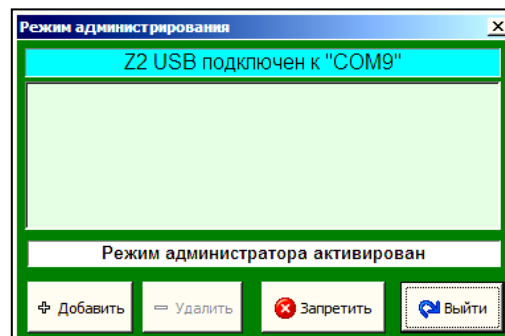 Режим администрирования
Z2 USB подключен к "COM9"
Режим администратора активирован
Добавить Удалить Запретить Выйти